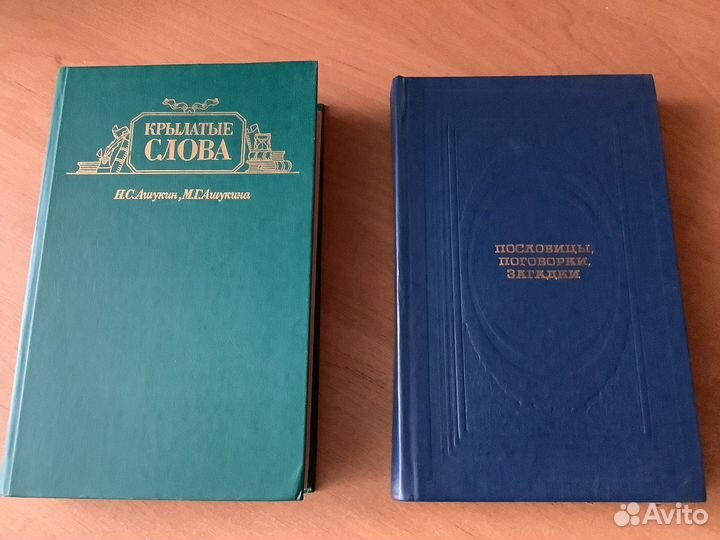 КРЫЛАТЫЕ
СЛОВА
Н.С.Ашукин, М.Г.Ашукина
ПОСЛОВИЦЫ,
ПОГОВОРКИ,
ЗАГАДКИ
Avito